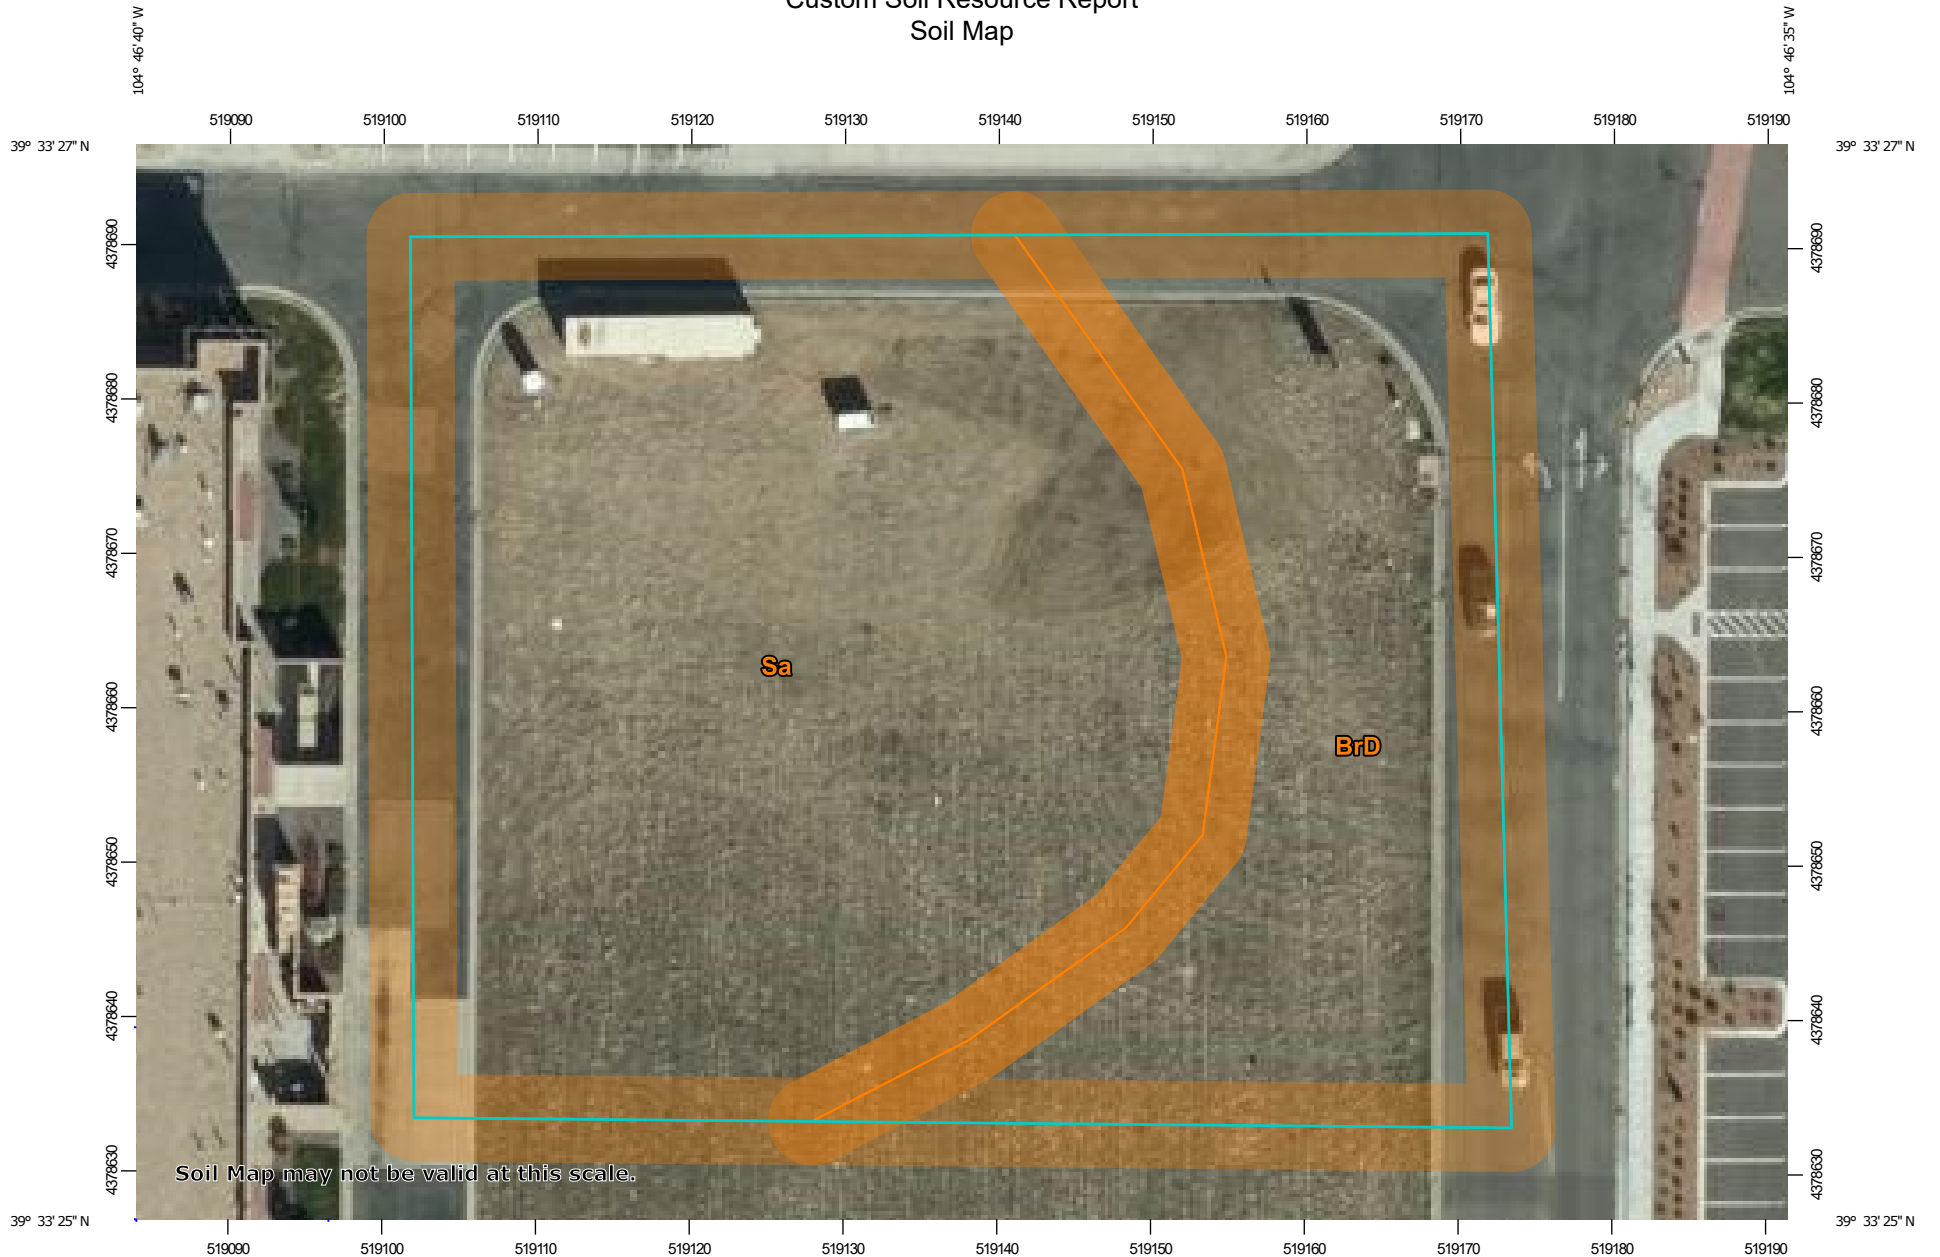 Custom Soil Resource Report
Soil Map
104° 46' 40" W
104° 46' 35" W
519090 519100 519110 519120 519130 519140 519150 519160 519170 519180 519190
39° 33' 27" N
39° 33' 27" N
4378690
4378690
4378680
4378680
4378670
4378670
Sa
4378660
4378660
BrD
4378650
4378650
4378640
4378640
4378630
4378630
Soil Map may not be valid at this scale.
39° 33' 25" N
39° 33' 25" N
519090 519100 519110 519120 519130 519140 519150 519160 519170 519180 519190